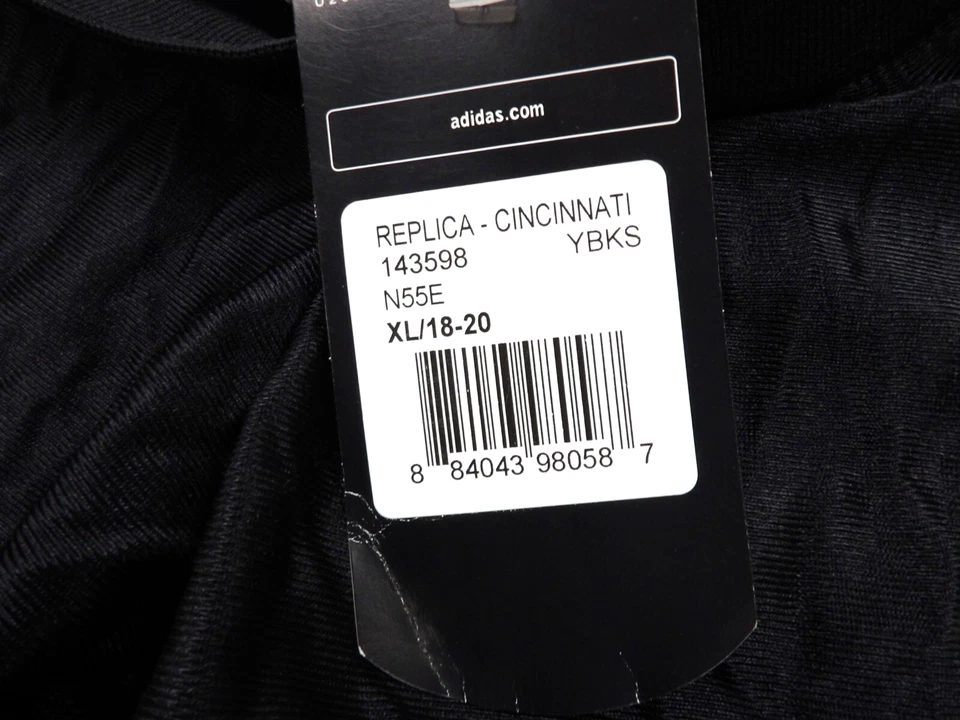 adidas.com
REPLICA - CINCINNATI
143598 YBKS
N55E
XL/18-20
8 84043 98058 7